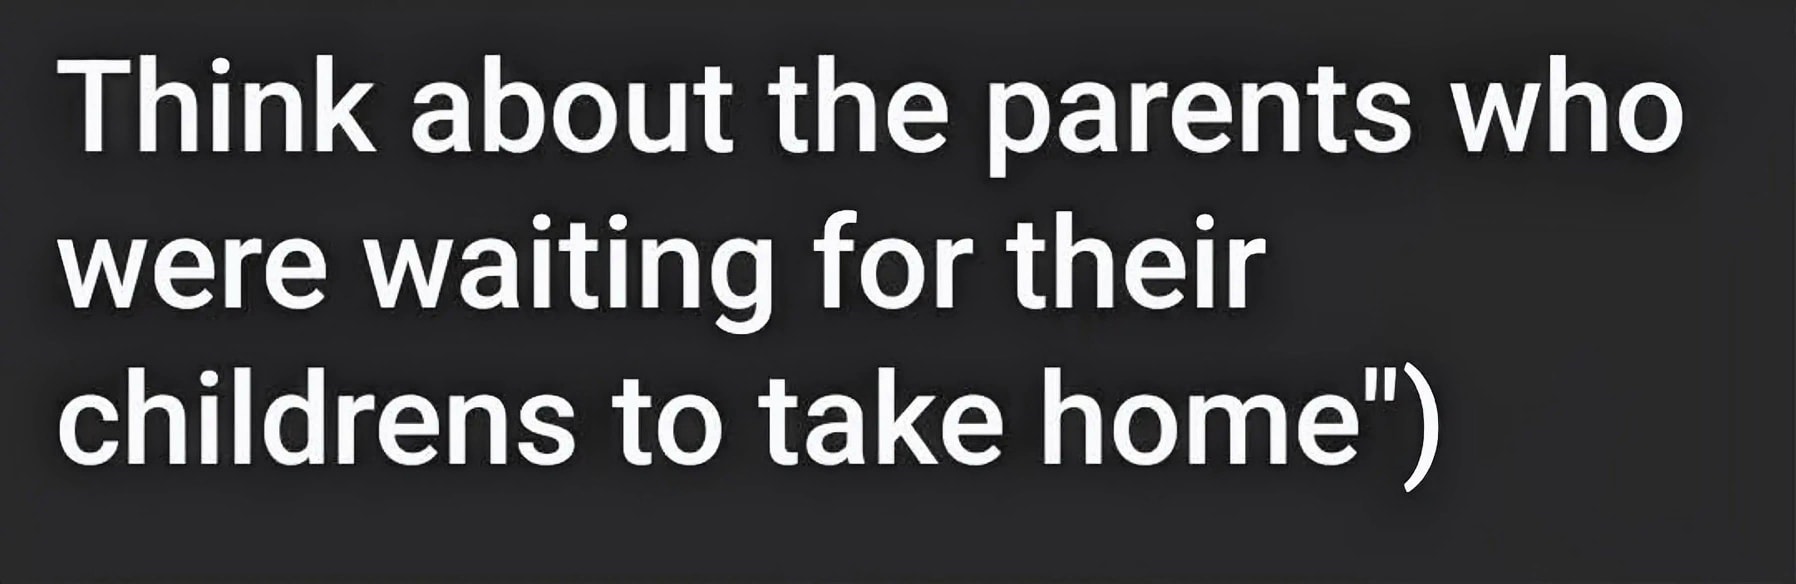 Think about the parents who
were waiting for their
childrens to take home")